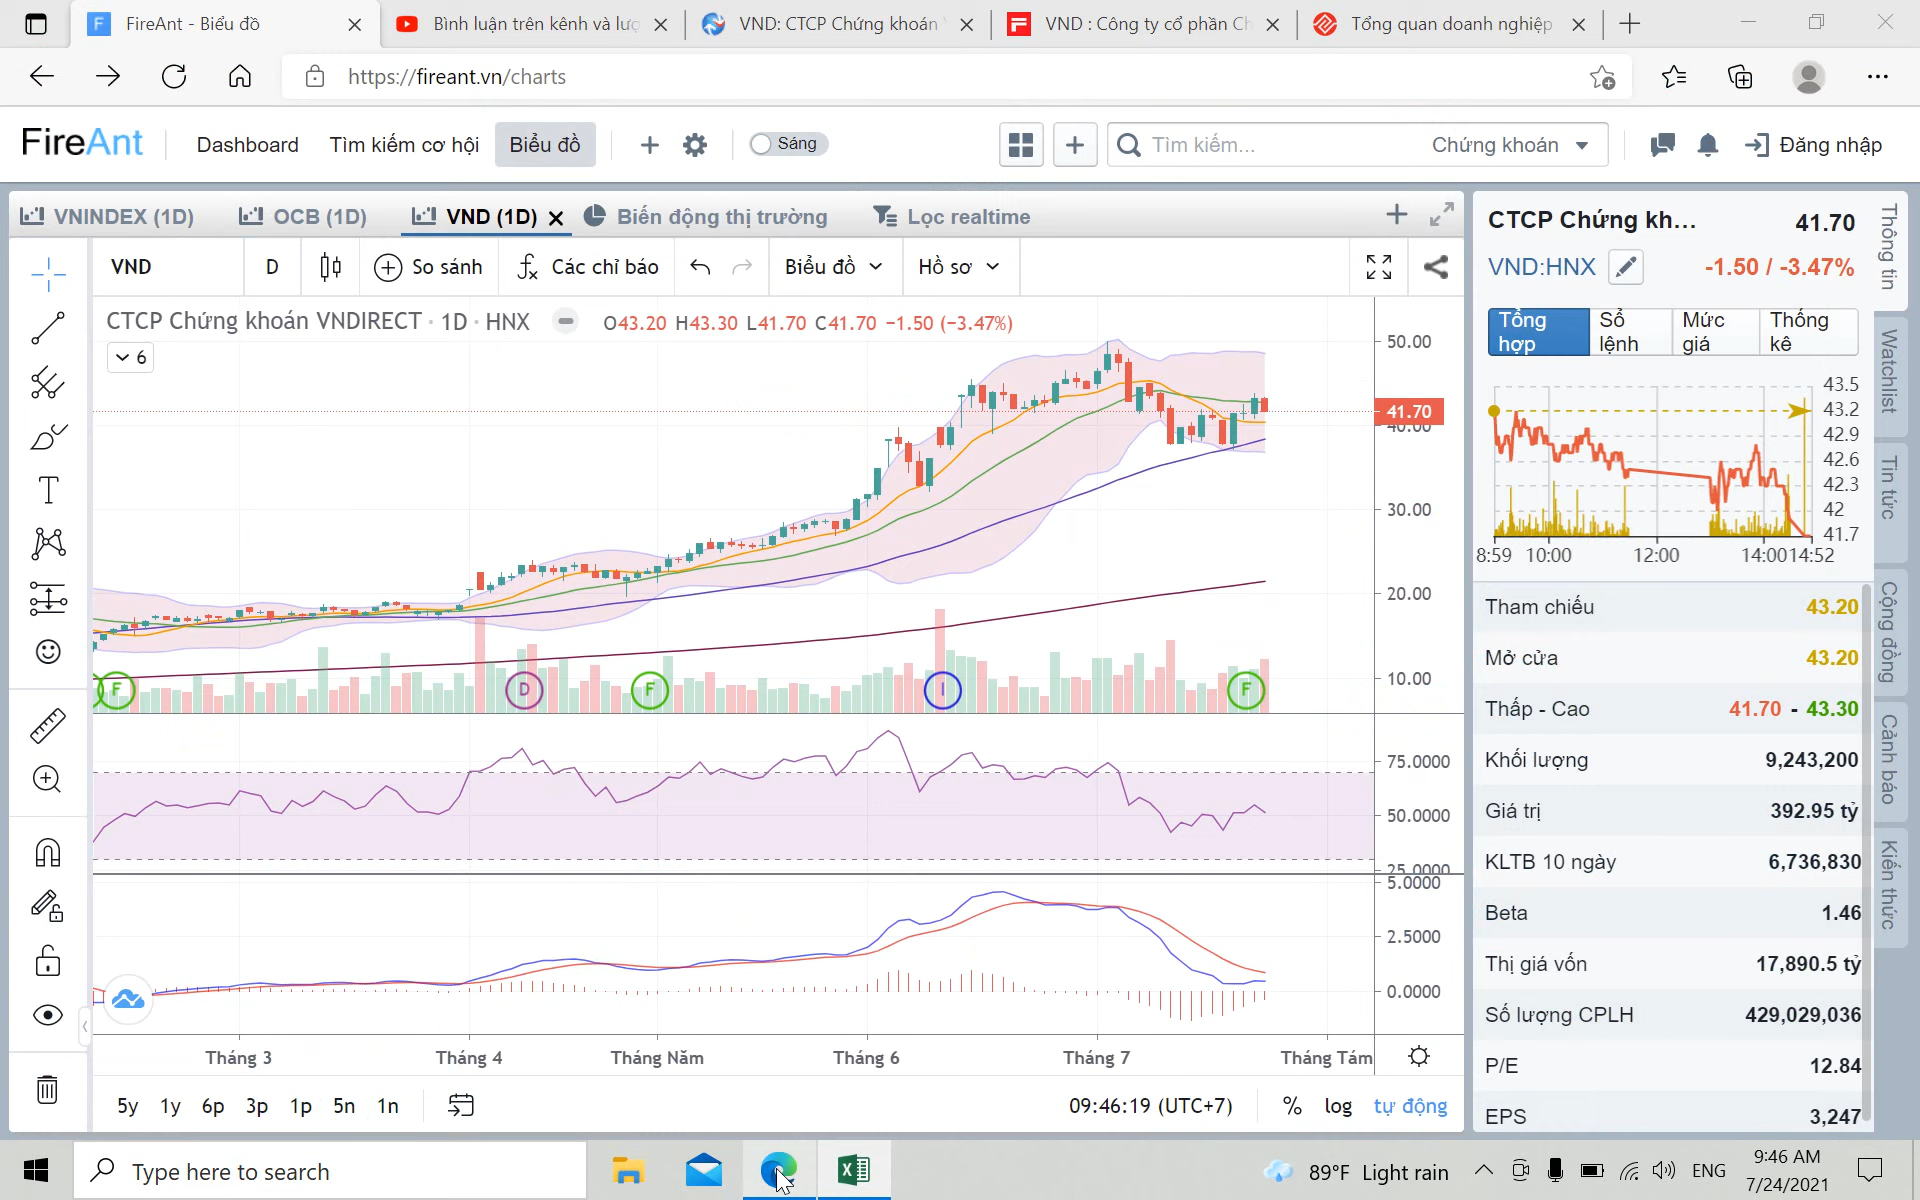 FireAnt - Biểu đồ
Bình luận trên kênh và lượ
VND: CTCP Chứng khoán
VND : Công ty cổ phần Ch
Tổng quan doanh nghiệp
https://fireant.vn/charts
FireAnt
Dashboard
Tìm kiếm cơ hội
Biểu đồ
Sáng
Tìm kiếm...
Chứng khoán
Đăng nhập
VNINDEX (1D)
OCB (1D)
VND (1D)
Biến động thị trường
Lọc realtime
VND
D
So sánh
Các chỉ báo
Biểu đồ
Hồ sơ
CTCP Chứng khoán VNDIRECT · 1D · HNX
O43.20 H43.30 L41.70 C41.70 −1.50 (−3.47%)
6
50.00
41.70
40.00
30.00
20.00
10.00
F
D
F
I
F
75.0000
50.0000
25.0000
5.0000
2.5000
0.0000
Tháng 3
Tháng 4
Tháng Năm
Tháng 6
Tháng 7
Tháng Tám
5y 1y 6p 3p 1p 5n 1n
09:46:19 (UTC+7)
% log tự động
CTCP Chứng kh... 41.70
VND:HNX -1.50 / -3.47%
Tổng hợp
Sổ lệnh
Mức giá
Thống kê
43.5
43.2
42.9
42.6
42.3
42
41.7
8:59 10:00 12:00 14:00 14:52
Tham chiếu 43.20
Mở cửa 43.20
Thấp - Cao 41.70 - 43.30
Khối lượng 9,243,200
Giá trị 392.95 tỷ
KLTB 10 ngày 6,736,830
Beta 1.46
Thị giá vốn 17,890.5 tỷ
Số lượng CPLH 429,029,036
P/E 12.84
EPS 3,247
Thông tin
Watchlist
Tin tức
Cộng đồng
Cảnh báo
Kiến thức
Type here to search
89°F Light rain
ENG
9:46 AM
7/24/2021